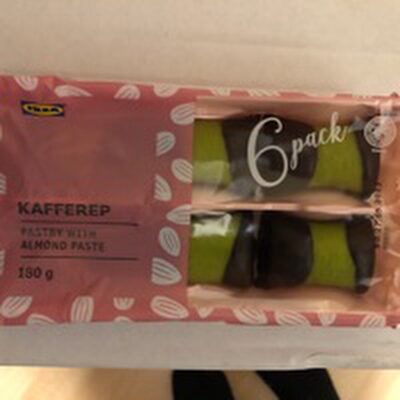 IKEA
6 pack
KAFFEREP
PASTRY WITH
ALMOND PASTE
180 g